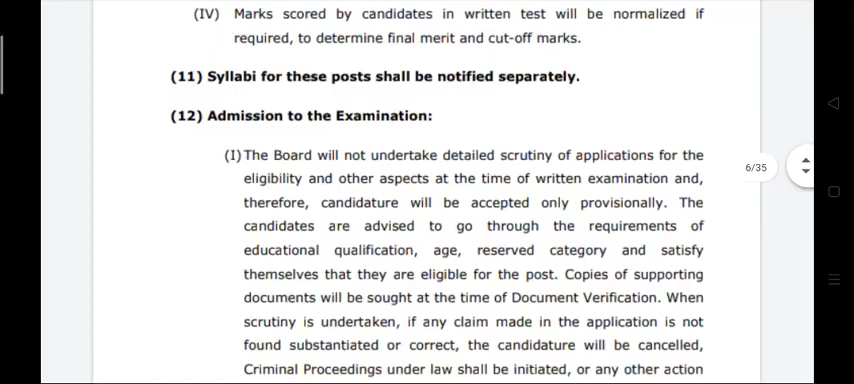 (IV) Marks scored by candidates in written test will be normalized if
required, to determine final merit and cut-off marks.
(11) Syllabi for these posts shall be notified separately.
(12) Admission to the Examination:
(I) The Board will not undertake detailed scrutiny of applications for the
eligibility and other aspects at the time of written examination and,
therefore, candidature will be accepted only provisionally. The
candidates are advised to go through the requirements of
educational qualification, age, reserved category and satisfy
themselves that they are eligible for the post. Copies of supporting
documents will be sought at the time of Document Verification. When
scrutiny is undertaken, if any claim made in the application is not
found substantiated or correct, the candidature will be cancelled,
Criminal Proceedings under law shall be initiated, or any other action
6/35